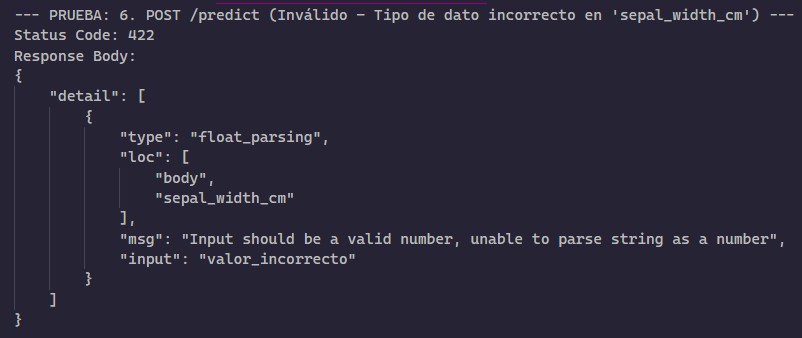 --- PRUEBA: 6. POST /predict (Inválido - Tipo de dato incorrecto en 'sepal_width_cm') ---
Status Code: 422
Response Body:
{
    "detail": [
        {
            "type": "float_parsing",
            "loc": [
                "body",
                "sepal_width_cm"
            ],
            "msg": "Input should be a valid number, unable to parse string as a number",
            "input": "valor_incorrecto"
        }
    ]
}